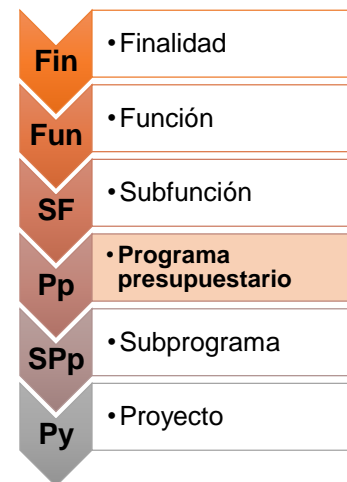 Fin
•Finalidad
Fun
•Función
SF
•Subfunción
Pp
•Programa
presupuestario
SPp
•Subprograma
Py
•Proyecto